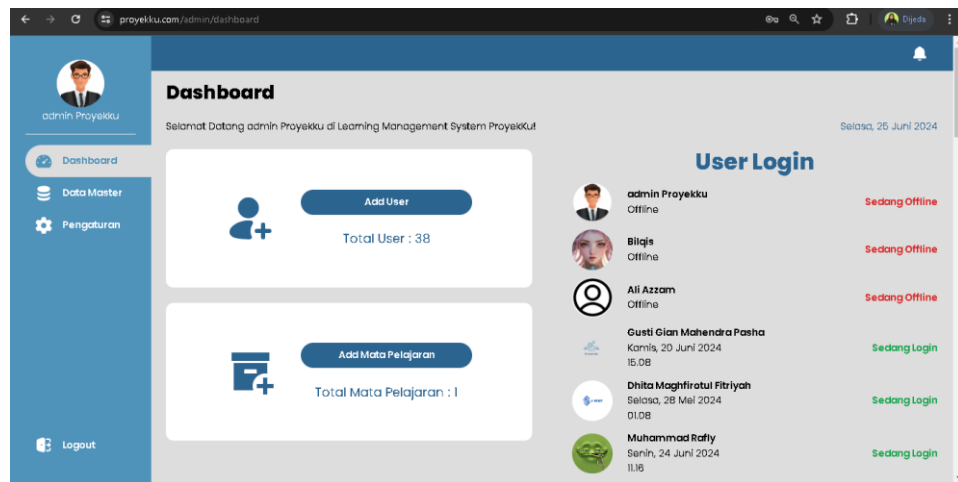 proyekku.com/admin/dashboard
Dijeda
admin Proyekku
Dashboard
Data Master
Pengaturan
Logout
Dashboard
Selamat Datang admin Proyekku di Learning Management System ProyekKu!
Selasa, 25 Juni 2024
Add User
Total User : 38
Add Mata Pelajaran
Total Mata Pelajaran : 1
User Login
admin Proyekku
Offline
Sedang Offline
Bilqis
Offline
Sedang Offline
Ali Azzam
Offline
Sedang Offline
Gusti Gian Mahendra Pasha
Kamis, 20 Juni 2024
15.08
Sedang Login
Dhita Maghfirotul Fitriyah
Selasa, 28 Mei 2024
01.08
Sedang Login
Muhammad Rafly
Senin, 24 Juni 2024
11.16
Sedang Login